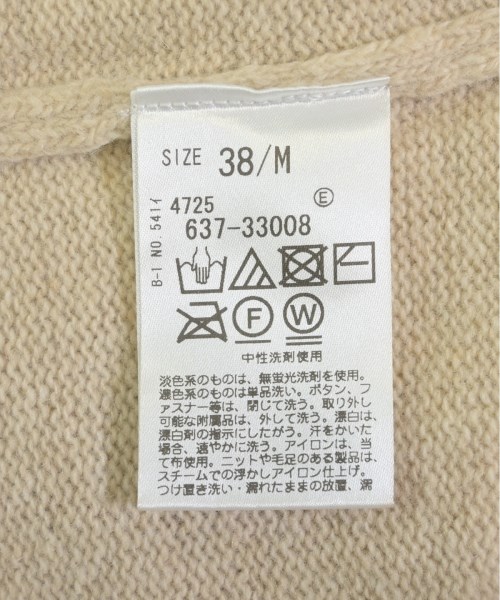 SIZE 38/M
4725 Ⓔ
637-33008
B-1 NO.541イ
F W
中性洗剤使用
淡色系のものは、無蛍光洗剤を使用。
濃色系のものは単品洗い。ボタン、フ
ァスナー等は、閉じて洗う。取り外し
可能な附属品は、外して洗う。漂白は、
漂白剤の指示にしたがう。汗をかいた
場合、速やかに洗う。アイロンは、当
て布使用。ニットや毛足のある製品は、
スチームでの浮かしアイロン仕上げ。
つけ置き洗い・濡れたままの放置、濡